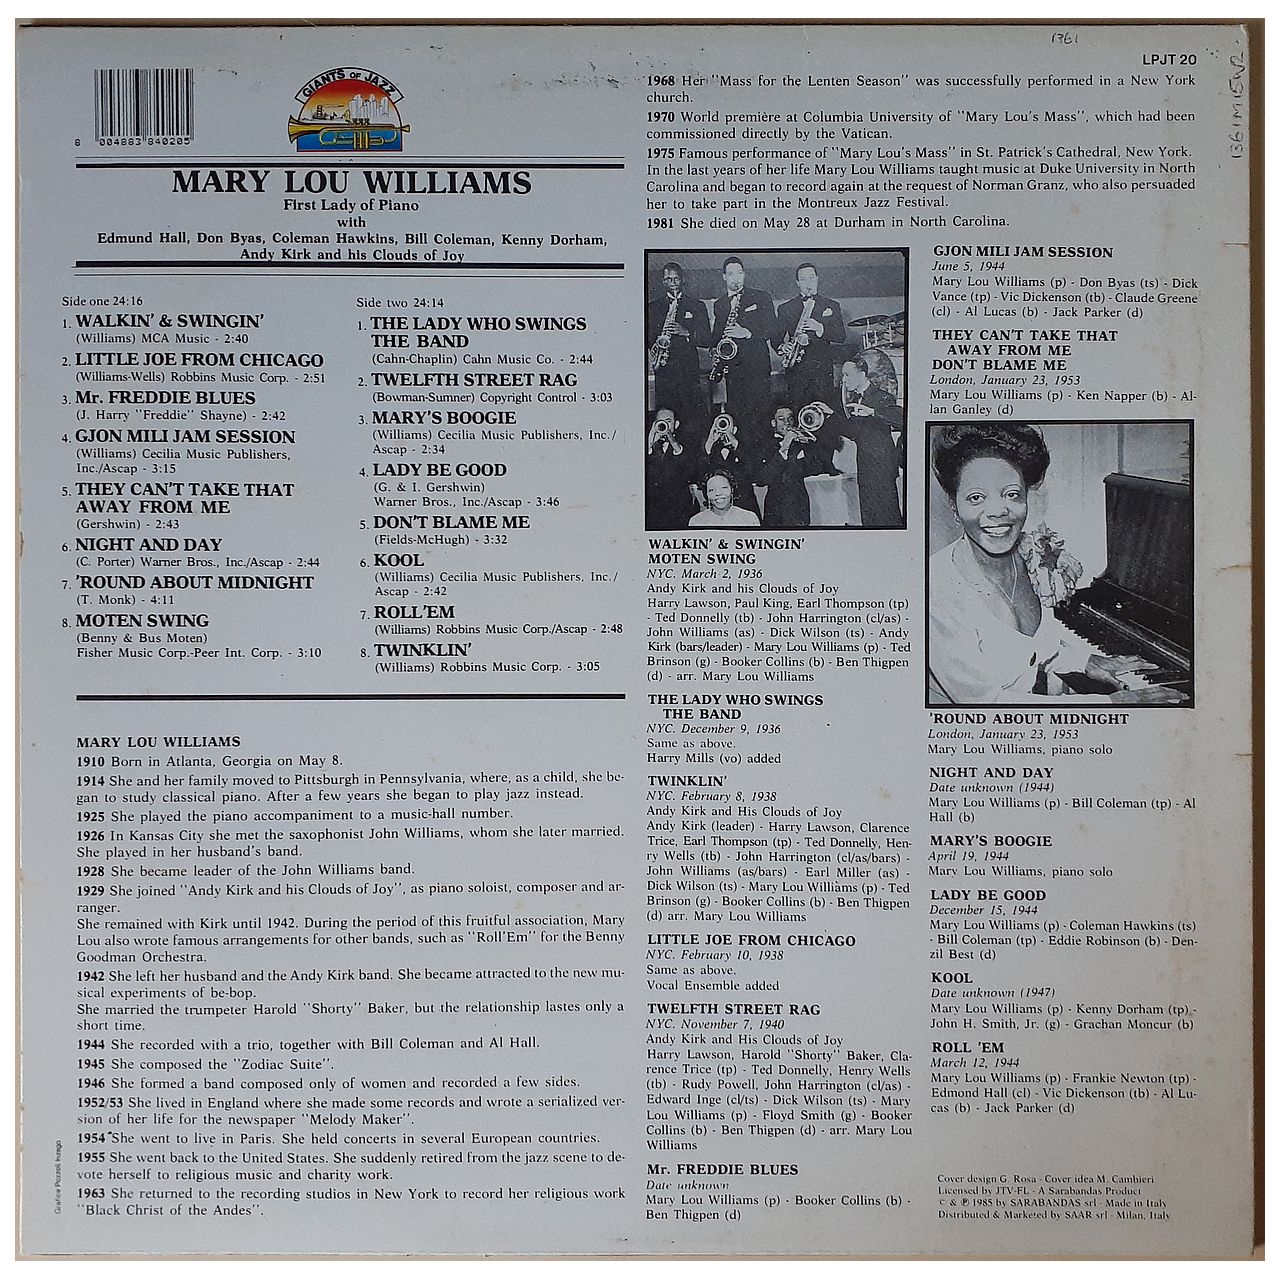 1361
LPJT 20
1361M15W2
8 004883 840205
GIANTS OF JAZZ
MARY LOU WILLIAMS
First Lady of Piano
with
Edmund Hall, Don Byas, Coleman Hawkins, Bill Coleman, Kenny Dorham,
Andy Kirk and his Clouds of Joy
Side one 24:16
1. WALKIN' & SWINGIN'
(Williams) MCA Music - 2:40
2. LITTLE JOE FROM CHICAGO
(Williams-Wells) Robbins Music Corp. - 2:51
3. Mr. FREDDIE BLUES
(J. Harry "Freddie" Shayne) - 2:42
4. GJON MILI JAM SESSION
(Williams) Cecilia Music Publishers,
Inc./Ascap - 3:15
5. THEY CAN'T TAKE THAT
AWAY FROM ME
(Gershwin) - 2:43
6. NIGHT AND DAY
(C. Porter) Warner Bros., Inc./Ascap - 2:44
7. 'ROUND ABOUT MIDNIGHT
(T. Monk) - 4:11
8. MOTEN SWING
(Benny & Bus Moten)
Fisher Music Corp.-Peer Int. Corp. - 3:10
Side two 24:14
1. THE LADY WHO SWINGS
THE BAND
(Cahn-Chaplin) Cahn Music Co. - 2:44
2. TWELFTH STREET RAG
(Bowman-Sumner) Copyright Control - 3:03
3. MARY'S BOOGIE
(Williams) Cecilia Music Publishers, Inc./
Ascap - 2:34
4. LADY BE GOOD
(G. & I. Gershwin)
Warner Bros., Inc./Ascap - 3:46
5. DON'T BLAME ME
(Fields-McHugh) - 3:32
6. KOOL
(Williams) Cecilia Music Publishers, Inc./
Ascap - 2:42
7. ROLL'EM
(Williams) Robbins Music Corp./Ascap - 2:48
8. TWINKLIN'
(Williams) Robbins Music Corp. - 3:05
MARY LOU WILLIAMS
1910 Born in Atlanta, Georgia on May 8.
1914 She and her family moved to Pittsburgh in Pennsylvania, where, as a child, she be-
gan to study classical piano. After a few years she began to play jazz instead.
1925 She played the piano accompaniment to a music-hall number.
1926 In Kansas City she met the saxophonist John Williams, whom she later married.
She played in her husband's band.
1928 She became leader of the John Williams band.
1929 She joined "Andy Kirk and his Clouds of Joy", as piano soloist, composer and ar-
ranger.
She remained with Kirk until 1942. During the period of this fruitful association, Mary
Lou also wrote famous arrangements for other bands, such as "Roll'Em" for the Benny
Goodman Orchestra.
1942 She left her husband and the Andy Kirk band. She became attracted to the new mu-
sical experiments of be-bop.
She married the trumpeter Harold "Shorty" Baker, but the relationship lastes only a
short time.
1944 She recorded with a trio, together with Bill Coleman and Al Hall.
1945 She composed the "Zodiac Suite".
1946 She formed a band composed only of women and recorded a few sides.
1952/53 She lived in England where she made some records and wrote a serialized ver-
sion of her life for the newspaper "Melody Maker".
1954 She went to live in Paris. She held concerts in several European countries.
1955 She went back to the United States. She suddenly retired from the jazz scene to de-
vote herself to religious music and charity work.
1963 She returned to the recording studios in New York to record her religious work
"Black Christ of the Andes".
1968 Her "Mass for the Lenten Season" was successfully performed in a New York
church.
1970 World première at Columbia University of "Mary Lou's Mass", which had been
commissioned directly by the Vatican.
1975 Famous performance of "Mary Lou's Mass" in St. Patrick's Cathedral, New York.
In the last years of her life Mary Lou Williams taught music at Duke University in North
Carolina and began to record again at the request of Norman Granz, who also persuaded
her to take part in the Montreux Jazz Festival.
1981 She died on May 28 at Durham in North Carolina.
WALKIN' & SWINGIN'
MOTEN SWING
NYC. March 2, 1936
Andy Kirk and his Clouds of Joy
Harry Lawson, Paul King, Earl Thompson (tp)
- Ted Donnelly (tb) - John Harrington (cl/as) -
John Williams (as) - Dick Wilson (ts) - Andy
Kirk (bars/leader) - Mary Lou Williams (p) - Ted
Brinson (g) - Booker Collins (b) - Ben Thigpen
(d) - arr. Mary Lou Williams
THE LADY WHO SWINGS
THE BAND
NYC. December 9, 1936
Same as above.
Harry Mills (vo) added
TWINKLIN'
NYC. February 8, 1938
Andy Kirk and His Clouds of Joy
Andy Kirk (leader) - Harry Lawson, Clarence
Trice, Earl Thompson (tp) - Ted Donnelly, Hen-
ry Wells (tb) - John Harrington (cl/as/bars) -
John Williams (as/bars) - Earl Miller (as) -
Dick Wilson (ts) - Mary Lou Williams (p) - Ted
Brinson (g) - Booker Collins (b) - Ben Thigpen
(d) arr. Mary Lou Williams
LITTLE JOE FROM CHICAGO
NYC. February 10, 1938
Same as above.
Vocal Ensemble added
TWELFTH STREET RAG
NYC. November 7, 1940
Andy Kirk and His Clouds of Joy
Harry Lawson, Harold "Shorty" Baker, Cla-
rence Trice (tp) - Ted Donnelly, Henry Wells
(tb) - Rudy Powell, John Harrington (cl/as) -
Edward Inge (cl/ts) - Dick Wilson (ts) - Mary
Lou Williams (p) - Floyd Smith (g) - Booker
Collins (b) - Ben Thigpen (d) - arr. Mary Lou
Williams
Mr. FREDDIE BLUES
Date unknown
Mary Lou Williams (p) - Booker Collins (b) -
Ben Thigpen (d)
GJON MILI JAM SESSION
June 5, 1944
Mary Lou Williams (p) - Don Byas (ts) - Dick
Vance (tp) - Vic Dickenson (tb) - Claude Greene
(cl) - Al Lucas (b) - Jack Parker (d)
THEY CAN'T TAKE THAT
AWAY FROM ME
DON'T BLAME ME
London, January 23, 1953
Mary Lou Williams (p) - Ken Napper (b) - Al-
lan Ganley (d)
'ROUND ABOUT MIDNIGHT
London, January 23, 1953
Mary Lou Williams, piano solo
NIGHT AND DAY
Date unknown (1944)
Mary Lou Williams (p) - Bill Coleman (tp) - Al
Hall (b)
MARY'S BOOGIE
April 19, 1944
Mary Lou Williams, piano solo
LADY BE GOOD
December 15, 1944
Mary Lou Williams (p) - Coleman Hawkins (ts)
- Bill Coleman (tp) - Eddie Robinson (b) - Den-
zil Best (d)
KOOL
Date unknown (1947)
Mary Lou Williams (p) - Kenny Dorham (tp) -
John H. Smith, Jr. (g) - Grachan Moncur (b)
ROLL 'EM
March 12, 1944
Mary Lou Williams (p) - Frankie Newton (tp) -
Edmond Hall (cl) - Vic Dickenson (tb) - Al Lu-
cas (b) - Jack Parker (d)
Cover design G. Rosa - Cover idea M. Cambieri
Licensed by JTV-FL - A Sarabandas Product
© & ℗ 1985 by SARABANDAS srl - Made in Italy
Distributed & Marketed by SAAR srl - Milan, Italy